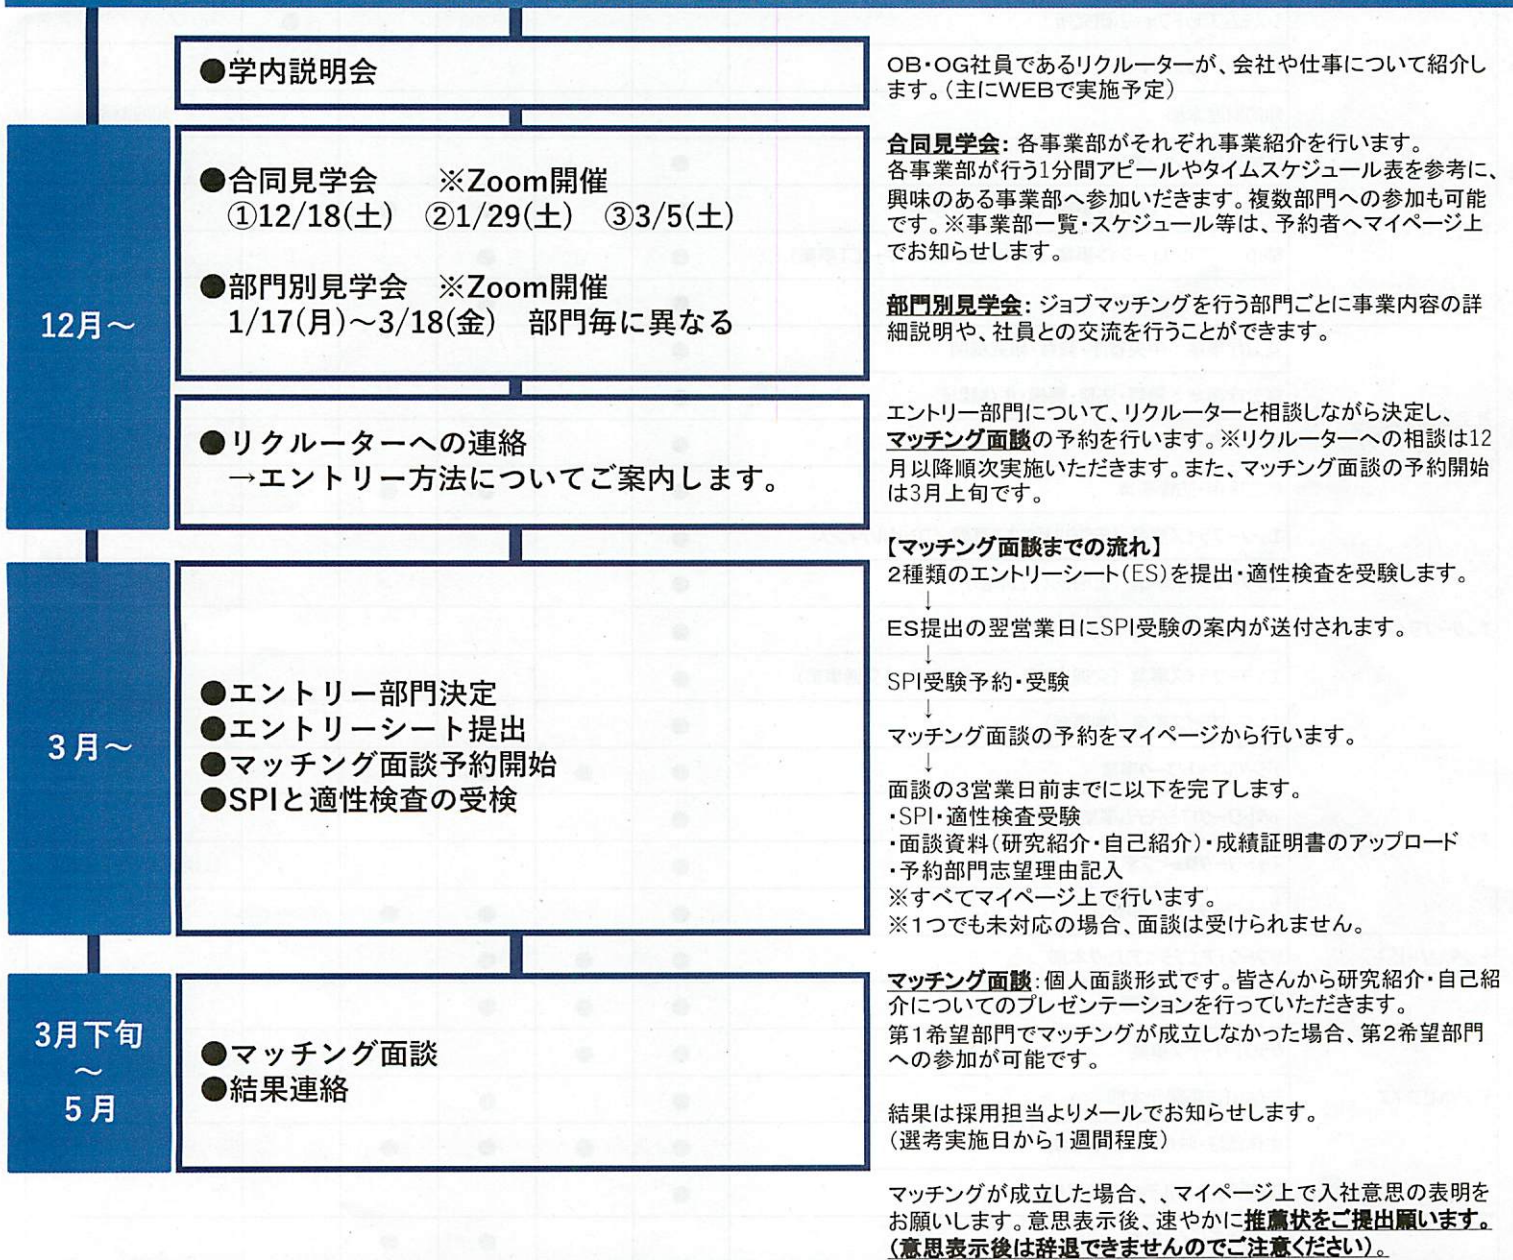 ●学内説明会
OB・OG社員であるリクルーターが、会社や仕事について紹介し
ます。(主にWEBで実施予定)
12月～
●合同見学会　　※Zoom開催
①12/18(土)　②1/29(土)　③3/5(土)
●部門別見学会　※Zoom開催
1/17(月)～3/18(金)　部門毎に異なる
合同見学会: 各事業部がそれぞれ事業紹介を行います。
各事業部が行う1分間アピールやタイムスケジュール表を参考に、
興味のある事業部へ参加いだきます。複数部門への参加も可能
です。※事業部一覧・スケジュール等は、予約者へマイページ上
でお知らせします。
部門別見学会: ジョブマッチングを行う部門ごとに事業内容の詳
細説明や、社員との交流を行うことができます。
●リクルーターへの連絡
→エントリー方法についてご案内します。
エントリー部門について、リクルーターと相談しながら決定し、
マッチング面談の予約を行います。※リクルーターへの相談は12
月以降順次実施いただきます。また、マッチング面談の予約開始
は3月上旬です。
3月～
●エントリー部門決定
●エントリーシート提出
●マッチング面談予約開始
●SPIと適性検査の受検
【マッチング面談までの流れ】
2種類のエントリーシート(ES)を提出・適性検査を受験します。
↓
ES提出の翌営業日にSPI受験の案内が送付されます。
↓
SPI受験予約・受験
↓
マッチング面談の予約をマイページから行います。
↓
面談の3営業日前までに以下を完了します。
・SPI・適性検査受験
・面談資料(研究紹介・自己紹介)・成績証明書のアップロード
・予約部門志望理由記入
※すべてマイページ上で行います。
※1つでも未対応の場合、面談は受けられません。
3月下旬
～
5月
●マッチング面談
●結果連絡
マッチング面談:個人面談形式です。皆さんから研究紹介・自己紹
介についてのプレゼンテーションを行っていただきます。
第1希望部門でマッチングが成立しなかった場合、第2希望部門
への参加が可能です。
結果は採用担当よりメールでお知らせします。
(選考実施日から1週間程度)
マッチングが成立した場合、、マイページ上で入社意思の表明を
お願いします。意思表示後、速やかに推薦状をご提出願います。
(意思表示後は辞退できませんのでご注意ください)。